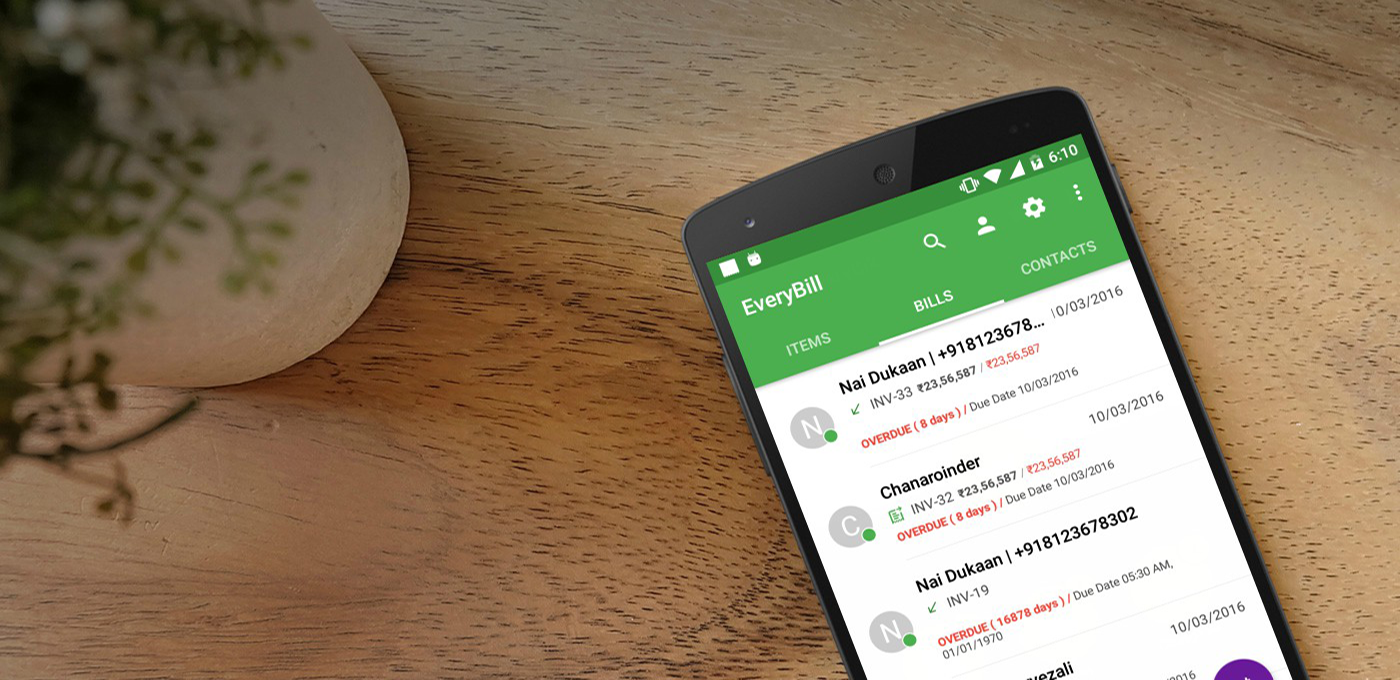 6:10
EveryBill
ITEMS BILLS CONTACTS
Nai Dukaan | +918123678... 10/03/2016
N
INV-33 ₹23,56,587 / ₹23,56,587
OVERDUE ( 8 days ) / Due Date 10/03/2016
10/03/2016
Chanaroinder
C
INV-32 ₹23,56,587 / ₹23,56,587
OVERDUE ( 8 days ) / Due Date 10/03/2016
Nai Dukaan | +918123678302
N
INV-19
OVERDUE ( 16878 days ) / Due Date 05:30 AM,
01/01/1970
10/03/2016